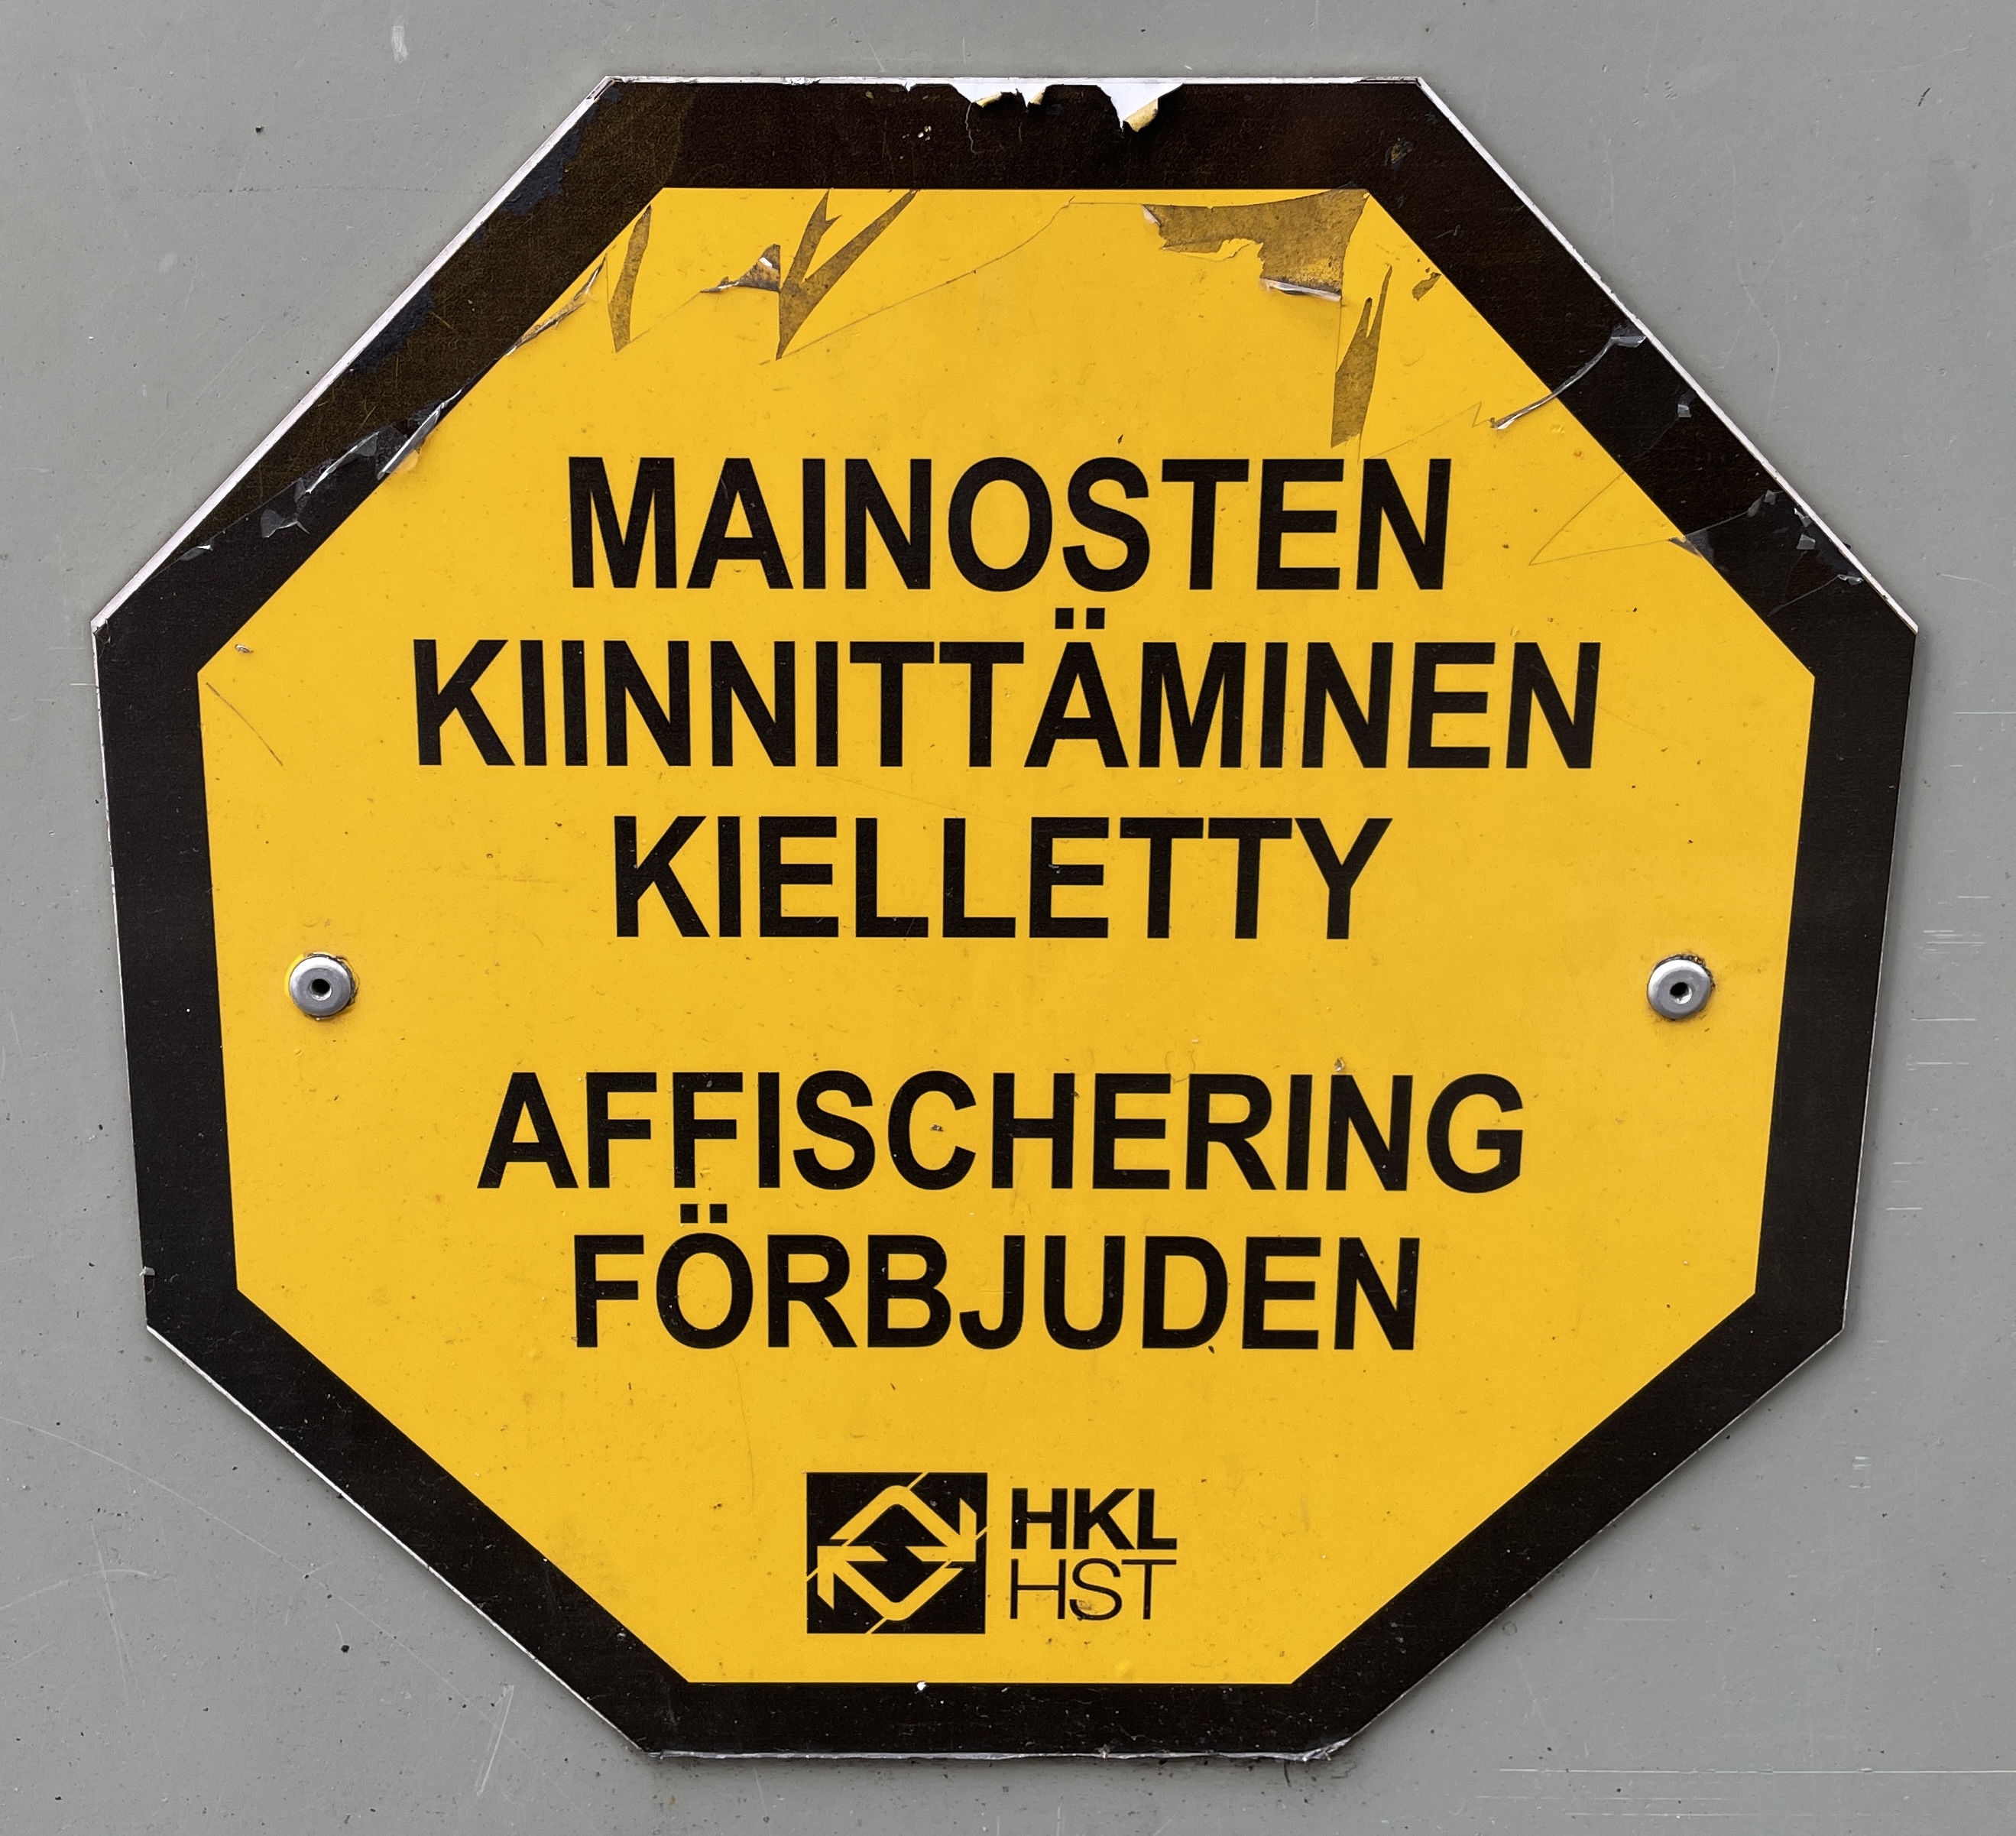 MAINOSTEN
KIINNITTÄMINEN
KIELLETTY
AFFISCHERING
FÖRBJUDEN
HKL
HST